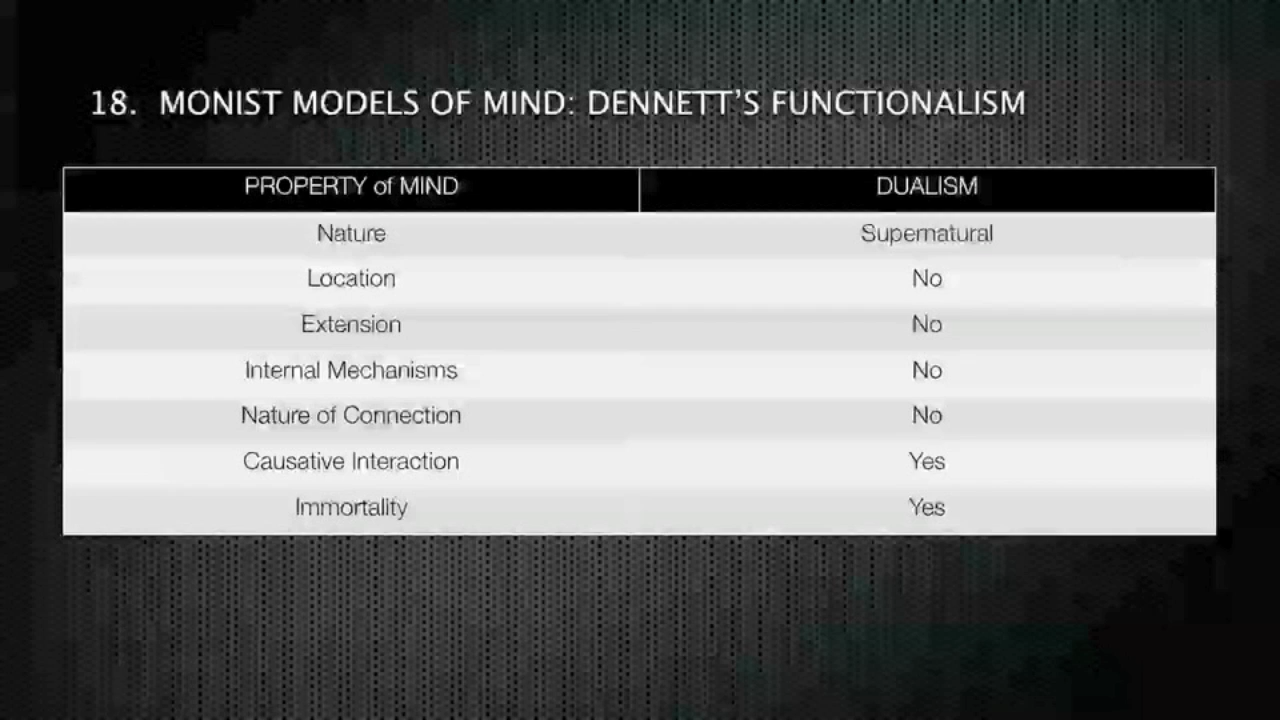 18. MONIST MODELS OF MIND: DENNETT'S FUNCTIONALISM
PROPERTY of MIND DUALISM
Nature Supernatural
Location No
Extension No
Internal Mechanisms No
Nature of Connection No
Causative Interaction Yes
Immortality Yes